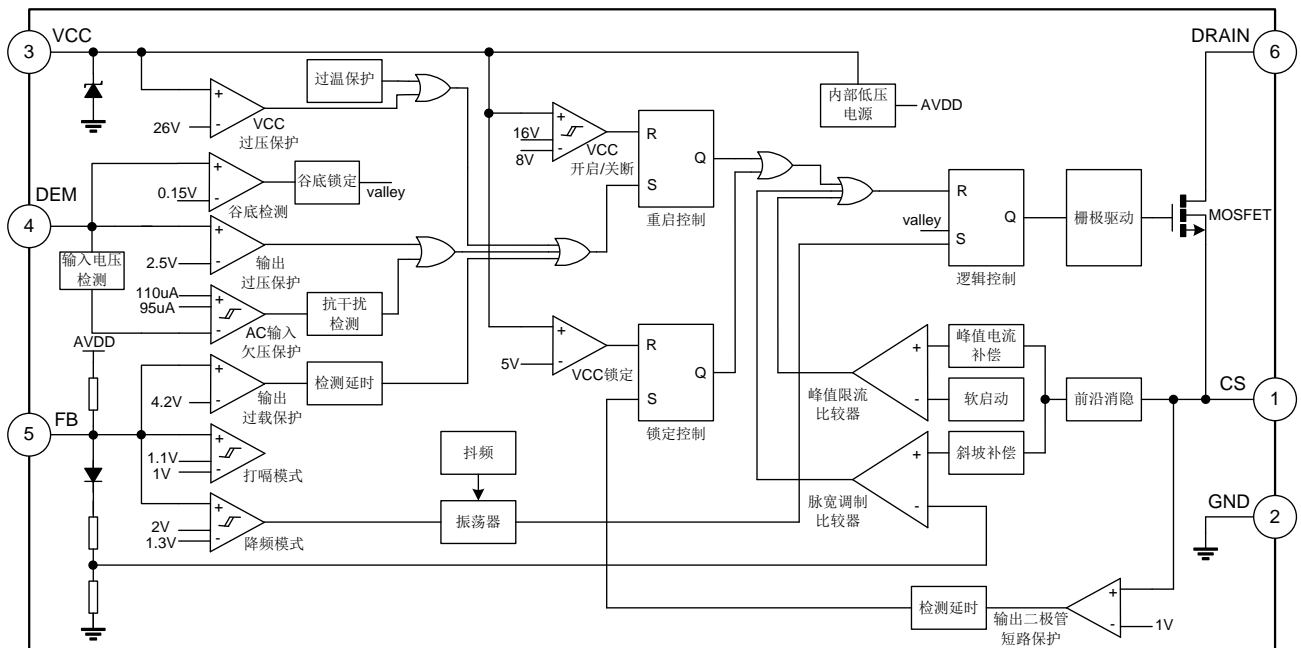 VCC
3
26V
+
-
VCC
过压保护
过温保护
16V
8V
+
-
VCC
开启/关断
R
S
Q
重启控制
内部低压
电源
AVDD
DRAIN
6
DEM
4
0.15V
+
-
谷底检测
谷底锁定
valley
输入电压
检测
2.5V
+
-
输出
过压保护
110uA
95uA
+
-
AC输入
欠压保护
抗干扰
检测
valley
R
S
Q
逻辑控制
栅极驱动
MOSFET
AVDD
FB
5
4.2V
+
-
输出
过载保护
检测延时
5V
+
-
VCC锁定
R
S
Q
锁定控制
+
-
峰值限流
比较器
峰值电流
补偿
软启动
前沿消隐
CS
1
1.1V
1V
+
-
打嗝模式
抖频
+
-
脉宽调制
比较器
斜坡补偿
2V
1.3V
+
-
降频模式
振荡器
GND
2
检测延时
+
-
1V
输出二极管
短路保护